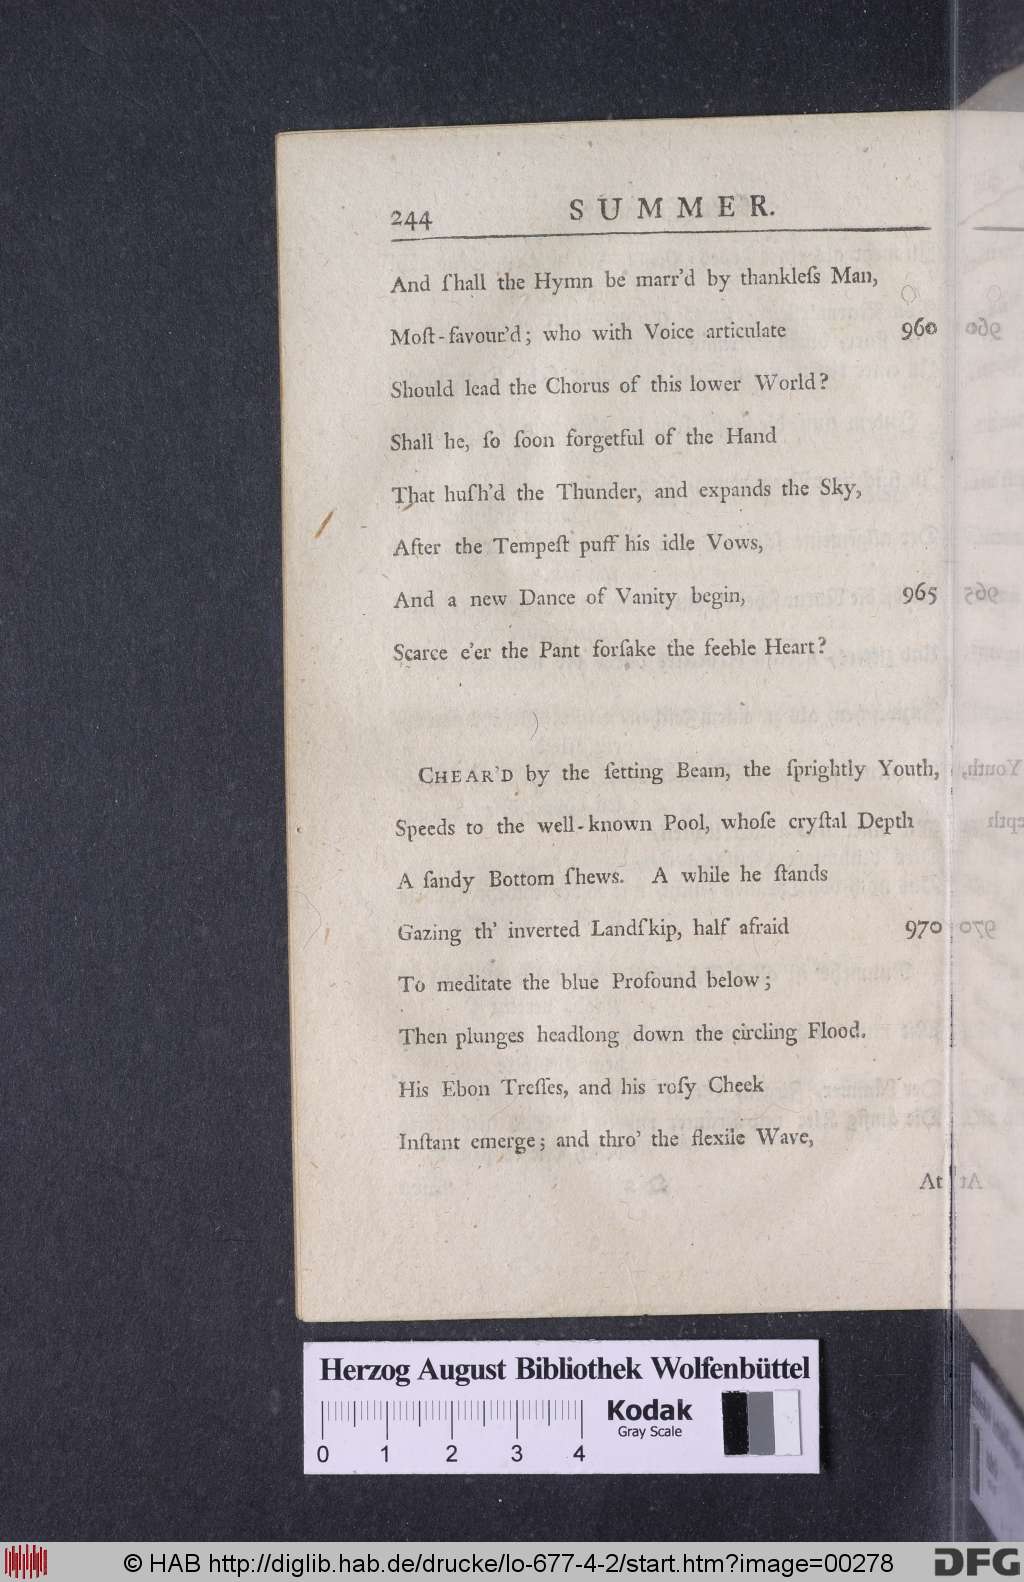 244 SUMMER.
And ſhall the Hymn be marr'd by thankleſs Man,
Moſt-favour'd; who with Voice articulate 960
Should lead the Chorus of this lower World?
Shall he, ſo ſoon forgetful of the Hand
That huſh'd the Thunder, and expands the Sky,
After the Tempeſt puff his idle Vows,
And a new Dance of Vanity begin, 965
Scarce e'er the Pant forſake the feeble Heart?
CHEAR'D by the ſetting Beam, the ſprightly Youth,
Speeds to the well-known Pool, whoſe cryſtal Depth
A ſandy Bottom ſhews. A while he ſtands
Gazing th' inverted Landſkip, half afraid 970
To meditate the blue Profound below;
Then plunges headlong down the circling Flood.
His Ebon Treſſes, and his roſy Cheek
Inſtant emerge; and thro' the flexile Wave,
At
Herzog August Bibliothek Wolfenbüttel
Kodak
Gray Scale
0 1 2 3 4
© HAB http://diglib.hab.de/drucke/lo-677-4-2/start.htm?image=00278
DFG